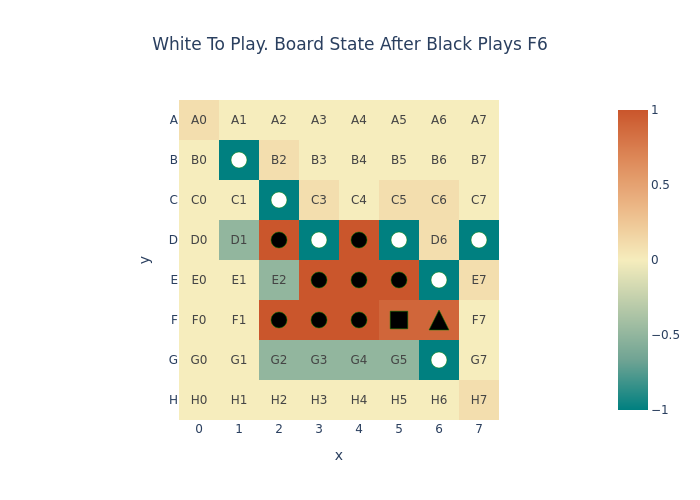 White To Play. Board State After Black Plays F6
A A0 A1 A2 A3 A4 A5 A6 A7
B B0 B2 B3 B4 B5 B6 B7
C C0 C1 C3 C4 C5 C6 C7
D D0 D1 D6
E E0 E1 E2 E7
F F0 F1 F7
G G0 G1 G2 G3 G4 G5 G7
H H0 H1 H2 H3 H4 H5 H6 H7
0 1 2 3 4 5 6 7
x
y
1
0.5
0
−0.5
−1